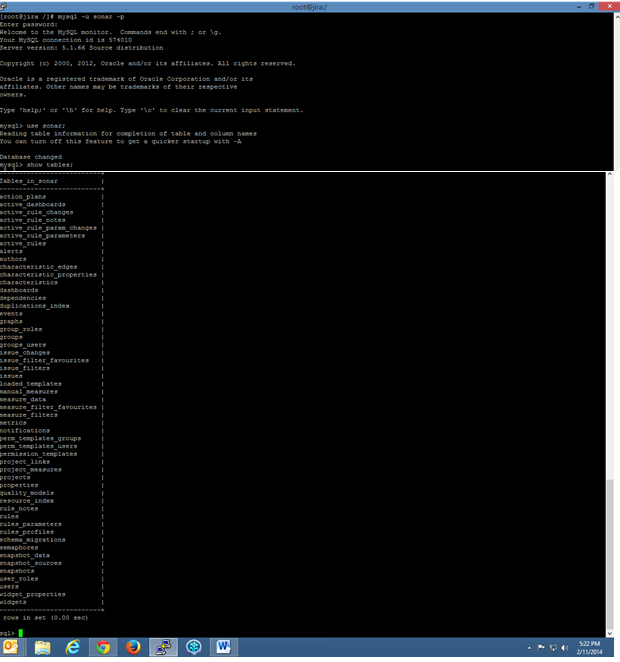 root@jira:/
[root@jira /]# mysql -u sonar -p
Enter password:
Welcome to the MySQL monitor.  Commands end with ; or \g.
Your MySQL connection id is 574010
Server version: 5.1.66 Source distribution
Copyright (c) 2000, 2012, Oracle and/or its affiliates. All rights reserved.
Oracle is a registered trademark of Oracle Corporation and/or its
affiliates. Other names may be trademarks of their respective
owners.
Type 'help;' or '\h' for help. Type '\c' to clear the current input statement.
mysql> use sonar;
Reading table information for completion of table and column names
You can turn off this feature to get a quicker startup with -A
Database changed
mysql> show tables;
Tables_in_sonar |
action_plans |
active_dashboards |
active_rule_changes |
active_rule_notes |
active_rule_param_changes |
active_rule_parameters |
active_rules |
alerts |
authors |
characteristic_edges |
characteristic_properties |
characteristics |
dashboards |
dependencies |
duplications_index |
events |
graphs |
group_roles |
groups |
groups_users |
issue_changes |
issue_filter_favourites |
issue_filters |
issues |
loaded_templates |
manual_measures |
measure_data |
measure_filter_favourites |
measure_filters |
metrics |
notifications |
perm_templates_groups |
perm_templates_users |
permission_templates |
project_links |
project_measures |
projects |
properties |
quality_models |
resource_index |
rule_notes |
rules |
rules_parameters |
rules_profiles |
schema_migrations |
semaphores |
snapshot_data |
snapshot_sources |
snapshots |
user_roles |
users |
widget_properties |
widgets |
rows in set (0.00 sec)
sql>
5:22 PM
2/11/2014